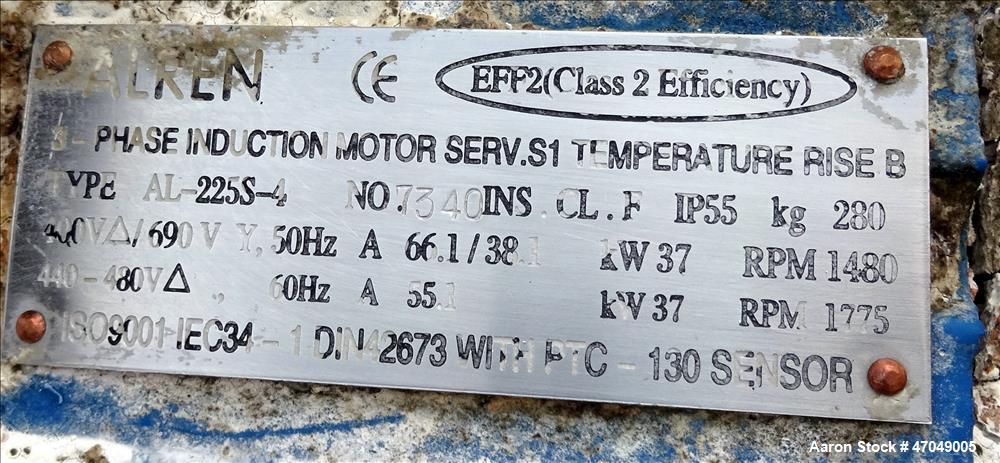 ALREN CE EFF2(Class 2 Efficiency)
3 - PHASE INDUCTION MOTOR SERV.S1 TEMPERATURE RISE B
TYPE AL-225S-4 NO 7340 INS . CL . F IP55 kg 280
400V△/690V Y, 50Hz A 66.1/38.1 kW 37 RPM 1480
440-480V△ , 60Hz A 55.1 kW 37 RPM 1775
ISO9001-IEC34-1 DIN42673 WITH PTC - 130 SENSOR
Aaron Stock # 47049005